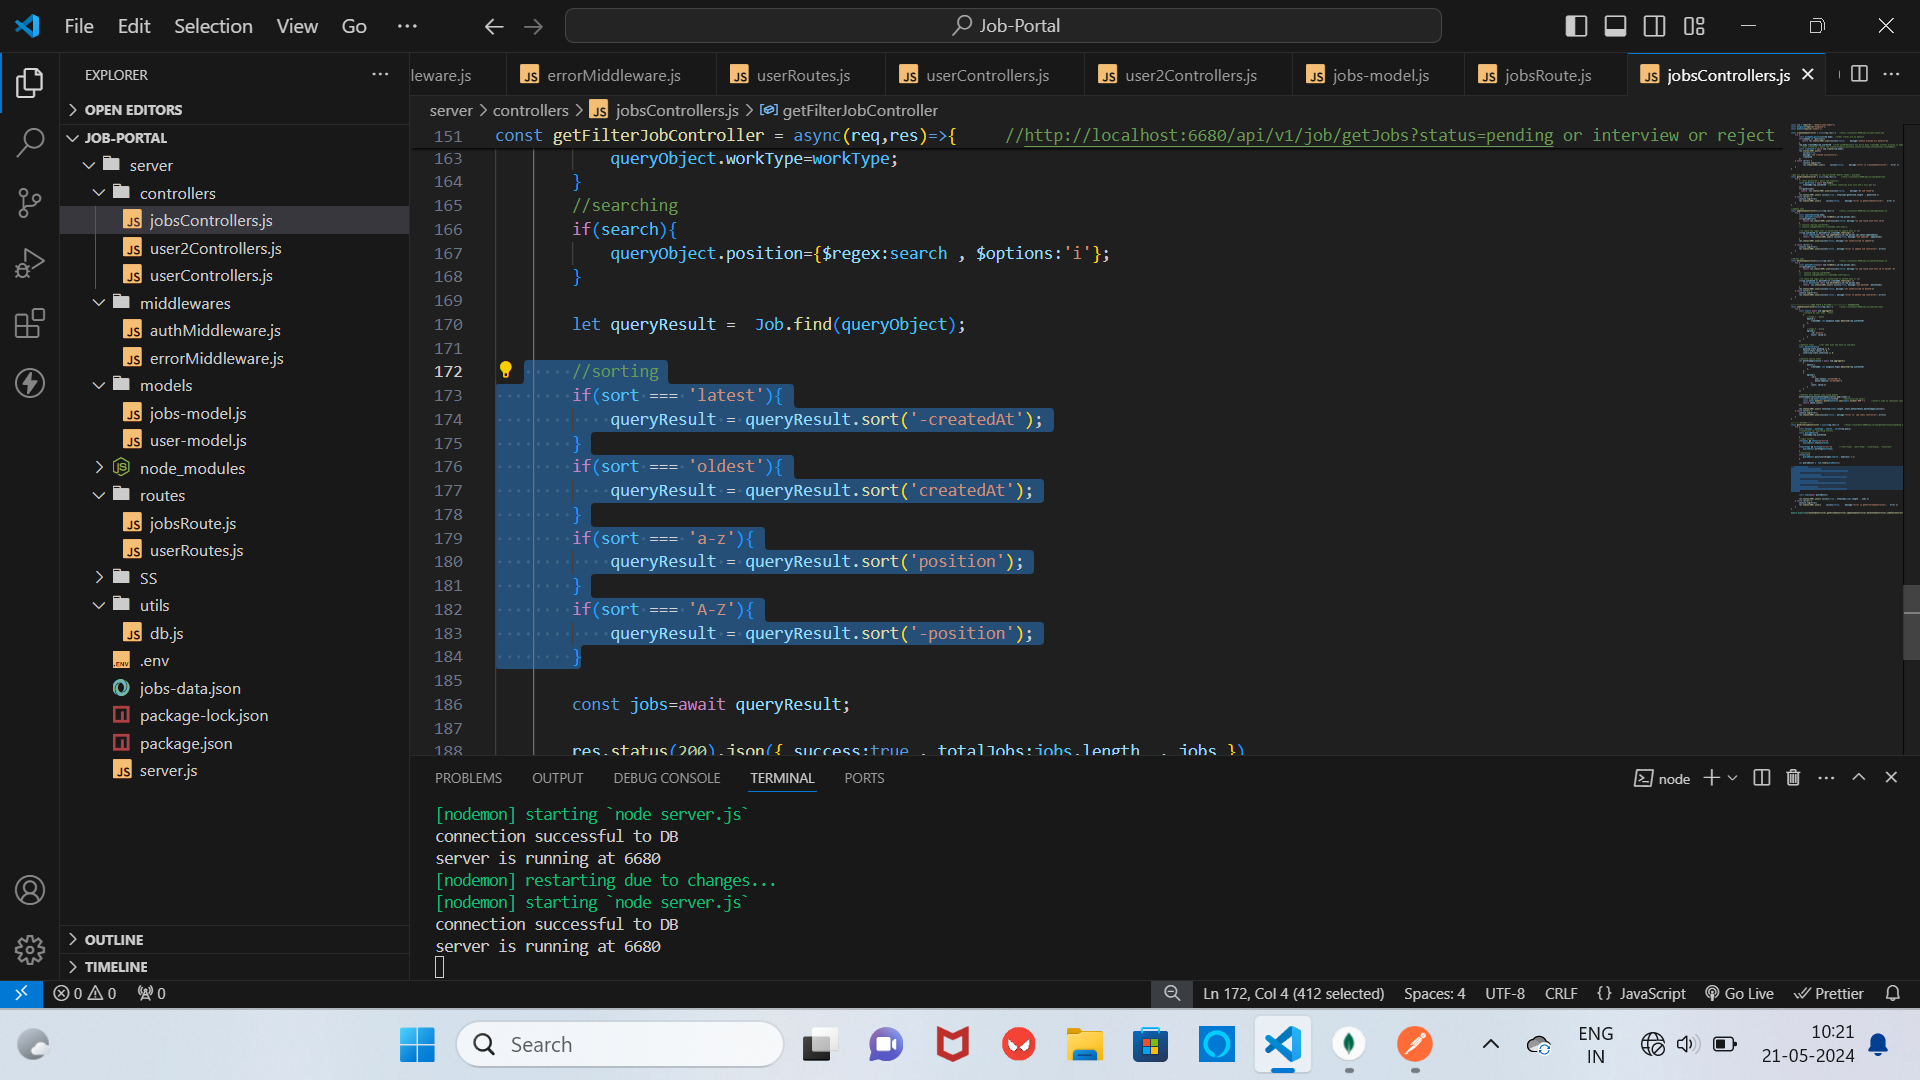 File Edit Selection View Go ··· Job-Portal
EXPLORER ···
OPEN EDITORS
JOB-PORTAL
server
controllers
jobsControllers.js
user2Controllers.js
userControllers.js
middlewares
authMiddleware.js
errorMiddleware.js
models
jobs-model.js
user-model.js
node_modules
routes
jobsRoute.js
userRoutes.js
SS
utils
db.js
.env
jobs-data.json
package-lock.json
package.json
server.js
OUTLINE
TIMELINE
leware.js errorMiddleware.js userRoutes.js userControllers.js user2Controllers.js jobs-model.js jobsRoute.js jobsControllers.js
server > controllers > jobsControllers.js > getFilterJobController
151 const getFilterJobController = async(req,res)=>{ //http://localhost:6680/api/v1/job/getJobs?status=pending or interview or reject
163 queryObject.workType=workType;
164 }
165 //searching
166 if(search){
167 queryObject.position={$regex:search , $options:'i'};
168 }
169
170 let queryResult = Job.find(queryObject);
171
172 //sorting
173 if(sort === 'latest'){
174 queryResult = queryResult.sort('-createdAt');
175 }
176 if(sort === 'oldest'){
177 queryResult = queryResult.sort('createdAt');
178 }
179 if(sort === 'a-z'){
180 queryResult = queryResult.sort('position');
181 }
182 if(sort === 'A-Z'){
183 queryResult = queryResult.sort('-position');
184 }
185
186 const jobs=await queryResult;
187
188 res.status(200).json({ success:true , totalJobs:jobs.length , jobs })
PROBLEMS OUTPUT DEBUG CONSOLE TERMINAL PORTS node
[nodemon] starting `node server.js`
connection successful to DB
server is running at 6680
[nodemon] restarting due to changes...
[nodemon] starting `node server.js`
connection successful to DB
server is running at 6680
0 0 0 Ln 172, Col 4 (412 selected) Spaces: 4 UTF-8 CRLF {} JavaScript Go Live Prettier
Search
ENG
IN
10:21
21-05-2024